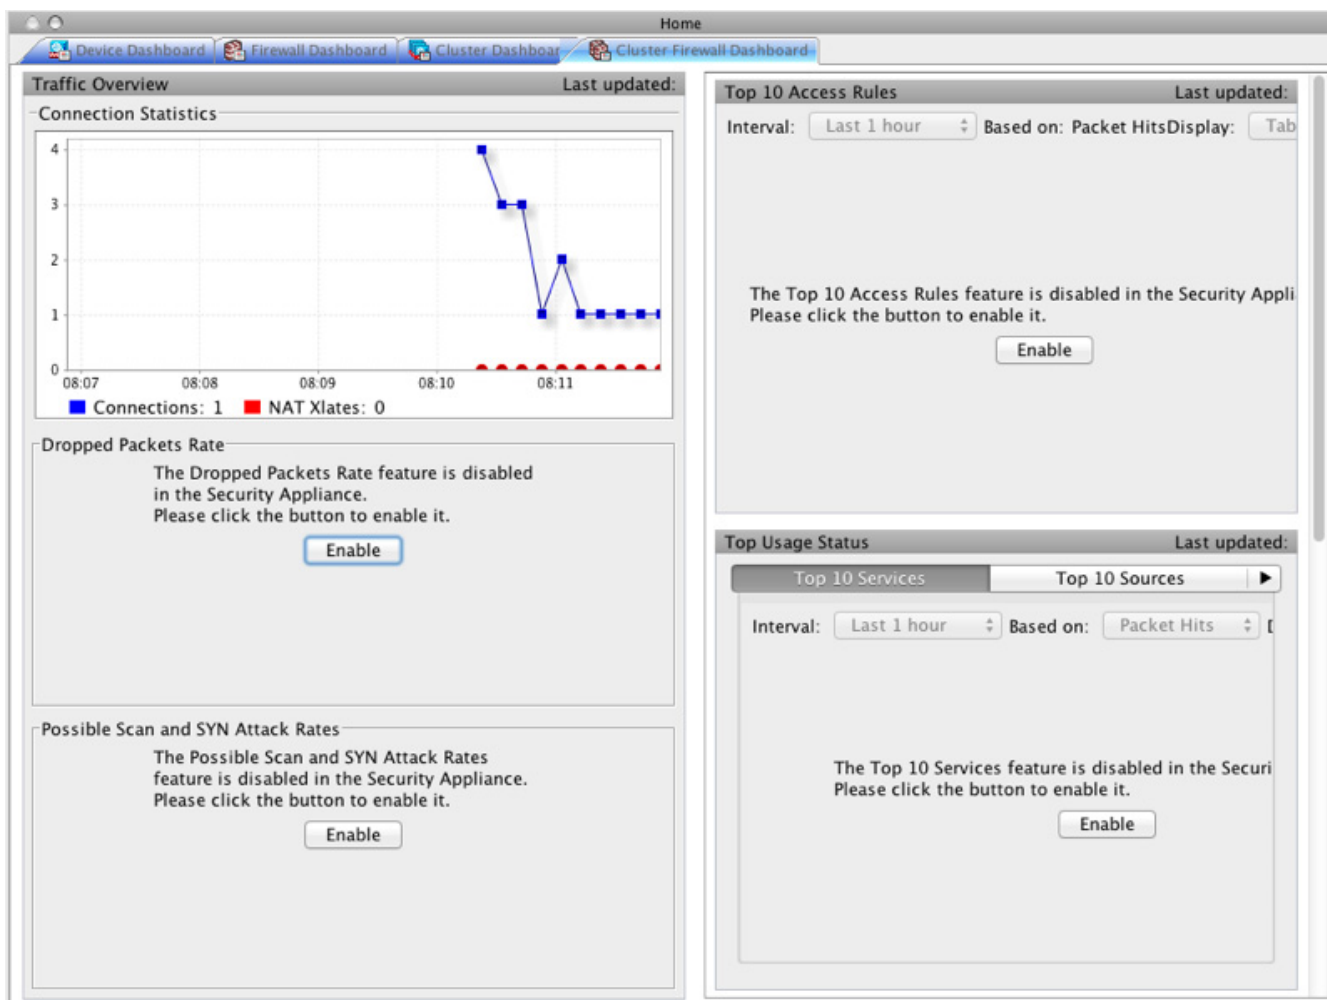 Home
Device Dashboard
Firewall Dashboard
Cluster Dashboar
Cluster Firewall Dashboard
Traffic Overview
Last updated:
Connection Statistics
4
3
2
1
0
08:07
08:08
08:09
08:10
08:11
Connections: 1
NAT Xlates: 0
Dropped Packets Rate
The Dropped Packets Rate feature is disabled
in the Security Appliance.
Please click the button to enable it.
Enable
Possible Scan and SYN Attack Rates
The Possible Scan and SYN Attack Rates
feature is disabled in the Security Appliance.
Please click the button to enable it.
Enable
Top 10 Access Rules
Last updated:
Interval: Last 1 hour Based on: Packet HitsDisplay: Tab
The Top 10 Access Rules feature is disabled in the Security Appli
Please click the button to enable it.
Enable
Top Usage Status
Last updated:
Top 10 Services
Top 10 Sources
Interval: Last 1 hour Based on: Packet Hits
The Top 10 Services feature is disabled in the Securi
Please click the button to enable it.
Enable